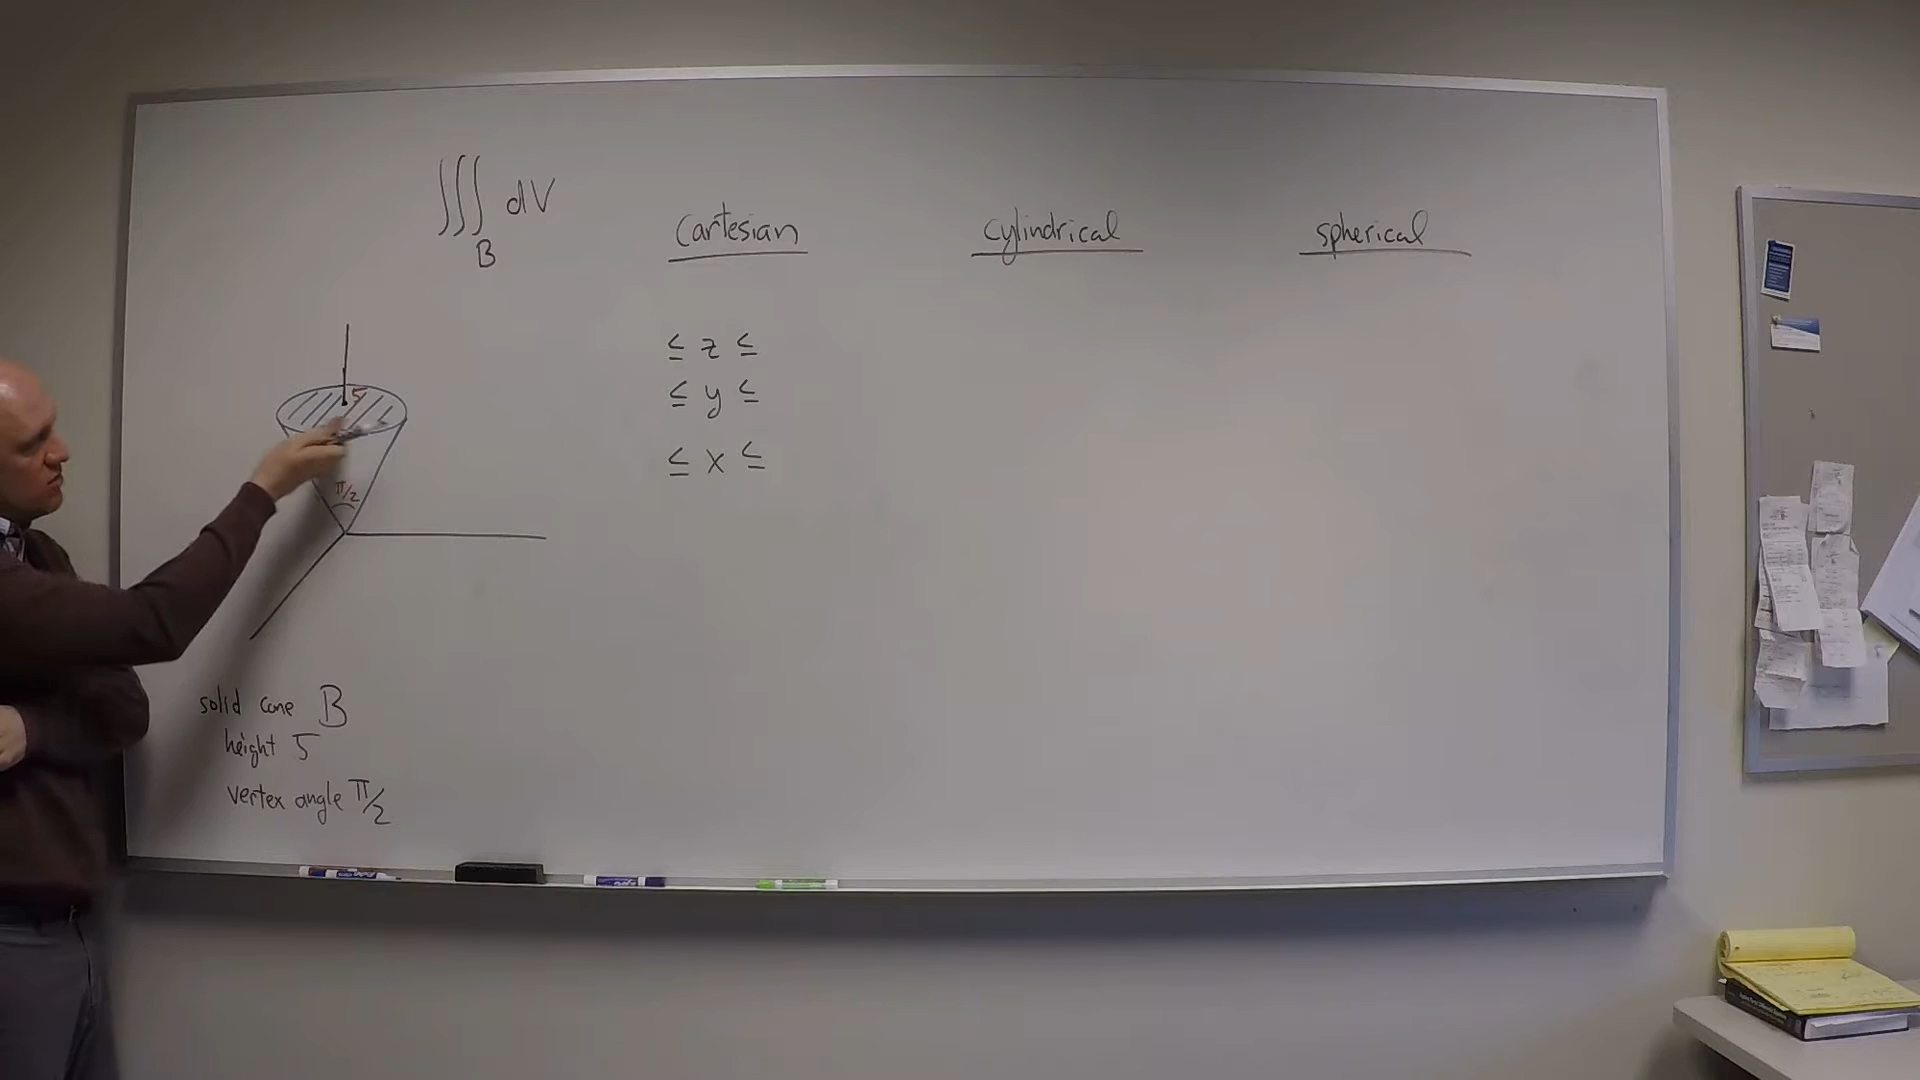 ∭ dV
B
cartesian
cylindrical
spherical
≤ z ≤
≤ y ≤
≤ x ≤
5
π/2
solid cone B
height 5
vertex angle π/2